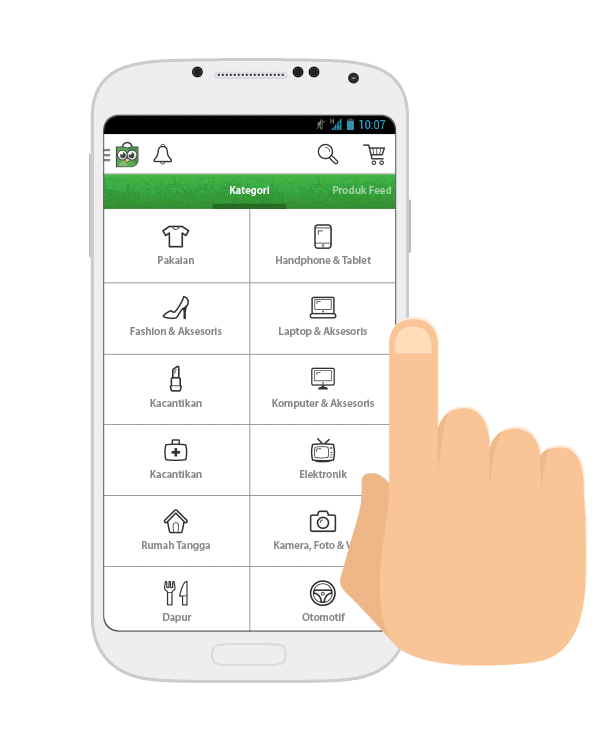 H
10:07
Kategori
Produk Feed
Pakaian
Handphone & Tablet
Fashion & Aksesoris
Laptop & Aksesoris
Kacantikan
Komputer & Aksesoris
Kacantikan
Elektronik
Rumah Tangga
Kamera, Foto &
Dapur
Otomotif